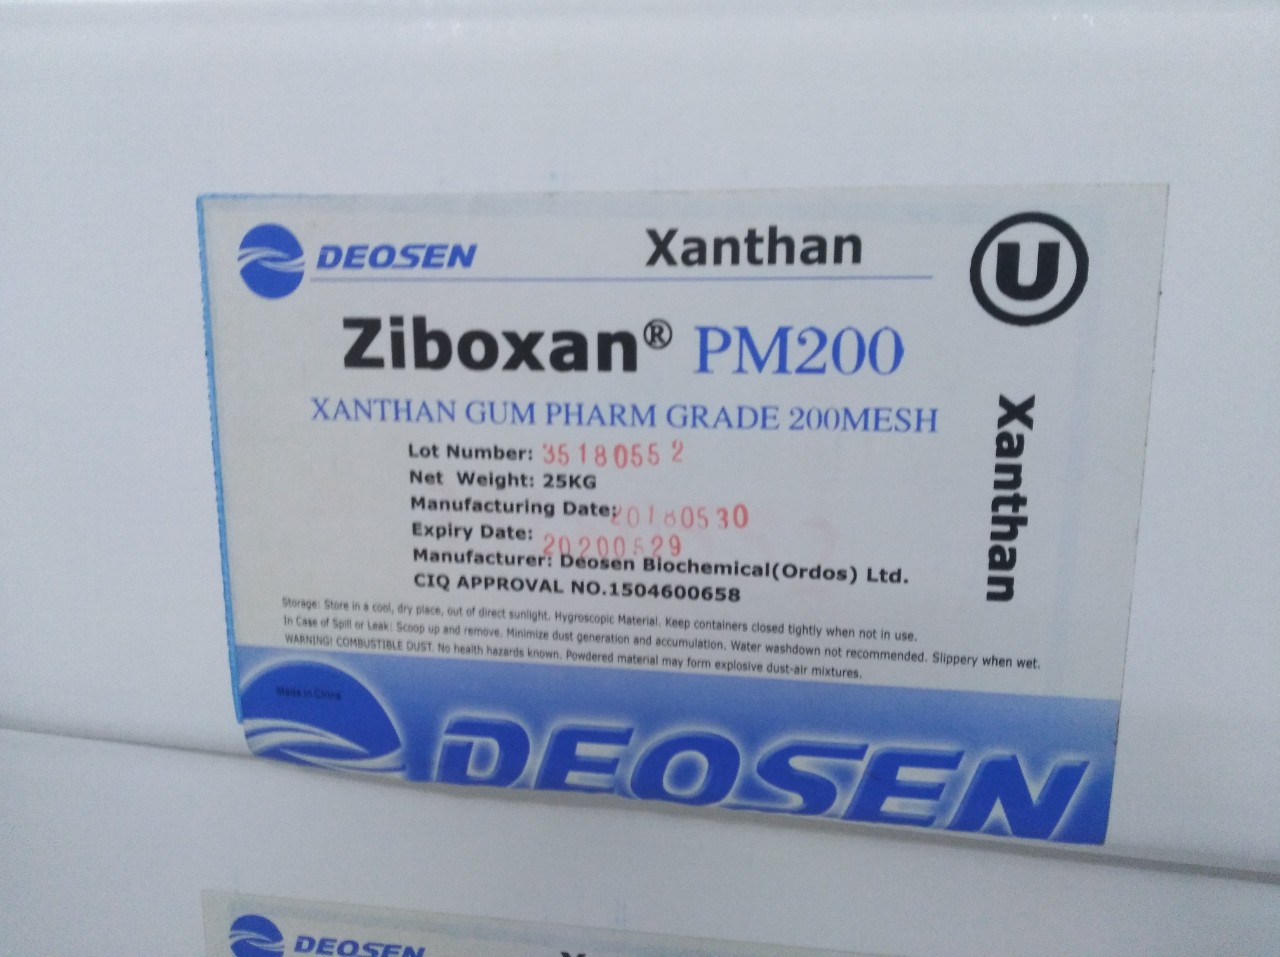 DEOSEN
Xanthan
U
Ziboxan® PM200
XANTHAN GUM PHARM GRADE 200MESH
Lot Number: 35180552
Net Weight: 25KG
Manufacturing Date: 20180530
Expiry Date:
Manufacturer: Deosen Biochemical(Ordos) Ltd.
CIQ APPROVAL NO.1504600658
Xanthan
Storage: Store in a cool, dry place, out of direct sunlight. Hygroscopic Material. Keep containers closed tightly when not in use.
In Case of Spill or Leak: Scoop up and remove. Minimize dust generation and accumulation. Water washdown not recommended. Slippery when wet.
WARNING! COMBUSTIBLE DUST. No health hazards known. Powdered material may form explosive dust-air mixtures.
Made in China
DEOSEN
DEOSEN